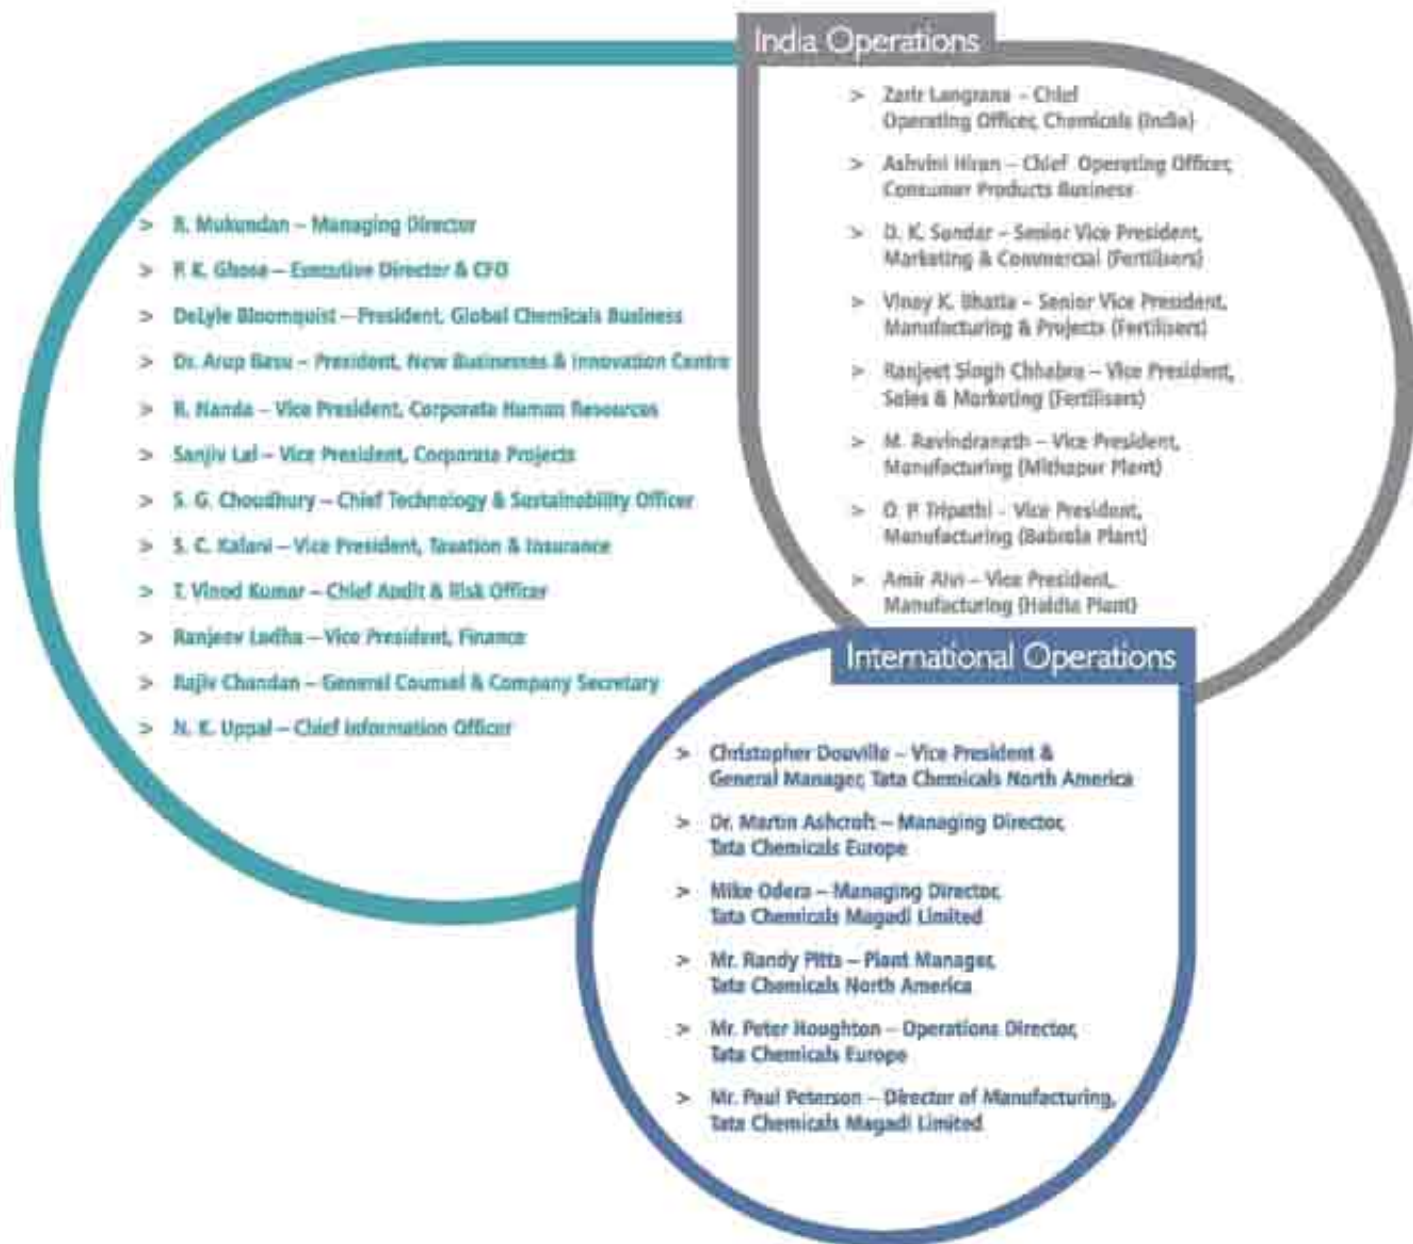 India Operations
> Zarir Langrana – Chief
Operating Officer, Chemicals (India)
> Ashvini Hiran – Chief Operating Officer,
Consumer Products Business
> D. K. Sundar – Senior Vice President,
Marketing & Commercial (Fertilisers)
> Vinay K. Bhatia – Senior Vice President,
Manufacturing & Projects (Fertilisers)
> Ranjeet Singh Chhabra – Vice President,
Sales & Marketing (Fertilisers)
> M. Ravindranath – Vice President,
Manufacturing (Mithapur Plant)
> O. P. Tripathi – Vice President,
Manufacturing (Babrala Plant)
> Amir Alvi – Vice President,
Manufacturing (Haldia Plant)
> R. Mukundan – Managing Director
> P. K. Ghose – Executive Director & CFO
> DeLyle Bloomquist – President, Global Chemicals Business
> Dr. Arup Basu – President, New Businesses & Innovation Centre
> R. Nanda – Vice President, Corporate Human Resources
> Sanjiv Lal – Vice President, Corporate Projects
> S. G. Choudhury – Chief Technology & Sustainability Officer
> S. C. Kalani – Vice President, Taxation & Insurance
> T. Vinod Kumar – Chief Audit & Risk Officer
> Ranjeev Lodha – Vice President, Finance
> Rajiv Chandan – General Counsel & Company Secretary
> N. K. Uppal – Chief Information Officer
International Operations
> Christopher Douville – Vice President &
General Manager, Tata Chemicals North America
> Dr. Martin Ashcroft – Managing Director,
Tata Chemicals Europe
> Mike Odera – Managing Director,
Tata Chemicals Magadi Limited
> Mr. Randy Pitts – Plant Manager,
Tata Chemicals North America
> Mr. Peter Houghton – Operations Director,
Tata Chemicals Europe
> Mr. Paul Peterson – Director of Manufacturing,
Tata Chemicals Magadi Limited